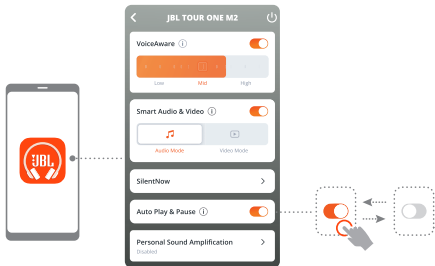 JBL TOUR ONE M2
VoiceAware i
Low Mid High
Smart Audio & Video i
Audio Mode Video Mode
SilentNow
Auto Play & Pause i
Personal Sound Amplification
Disabled
JBL